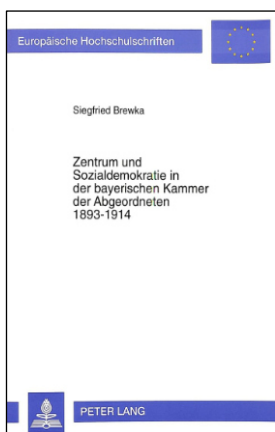 Europäische Hochschulschriften
Siegfried Brewka
Zentrum und
Sozialdemokratie in
der bayerischen Kammer
der Abgeordneten
1893-1914
PETER LANG